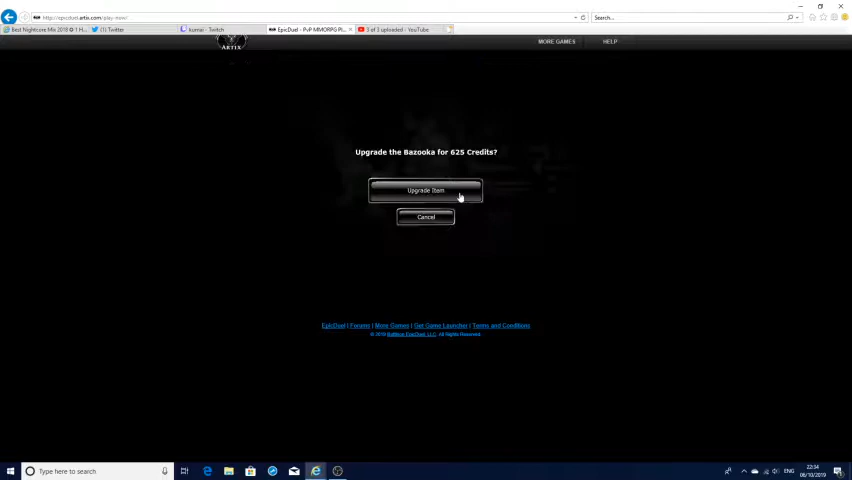 http://epicduel.artix.com/play-now/
Search...
Best Nightcore Mix 2018 ✪ 1 H...
(1) Twitter
kumai - Twitch
EpicDuel - PvP MMORPG Pl...
3 of 3 uploaded - YouTube
ARTIX
MORE GAMES
HELP
Upgrade the Bazooka for 625 Credits?
Upgrade Item
Cancel
EpicDuel | Forums | More Games | Get Game Launcher | Terms and Conditions
© 2019 Battleon EpicDuel, LLC. All Rights Reserved.
Type here to search
ENG
22:34
08/10/2019